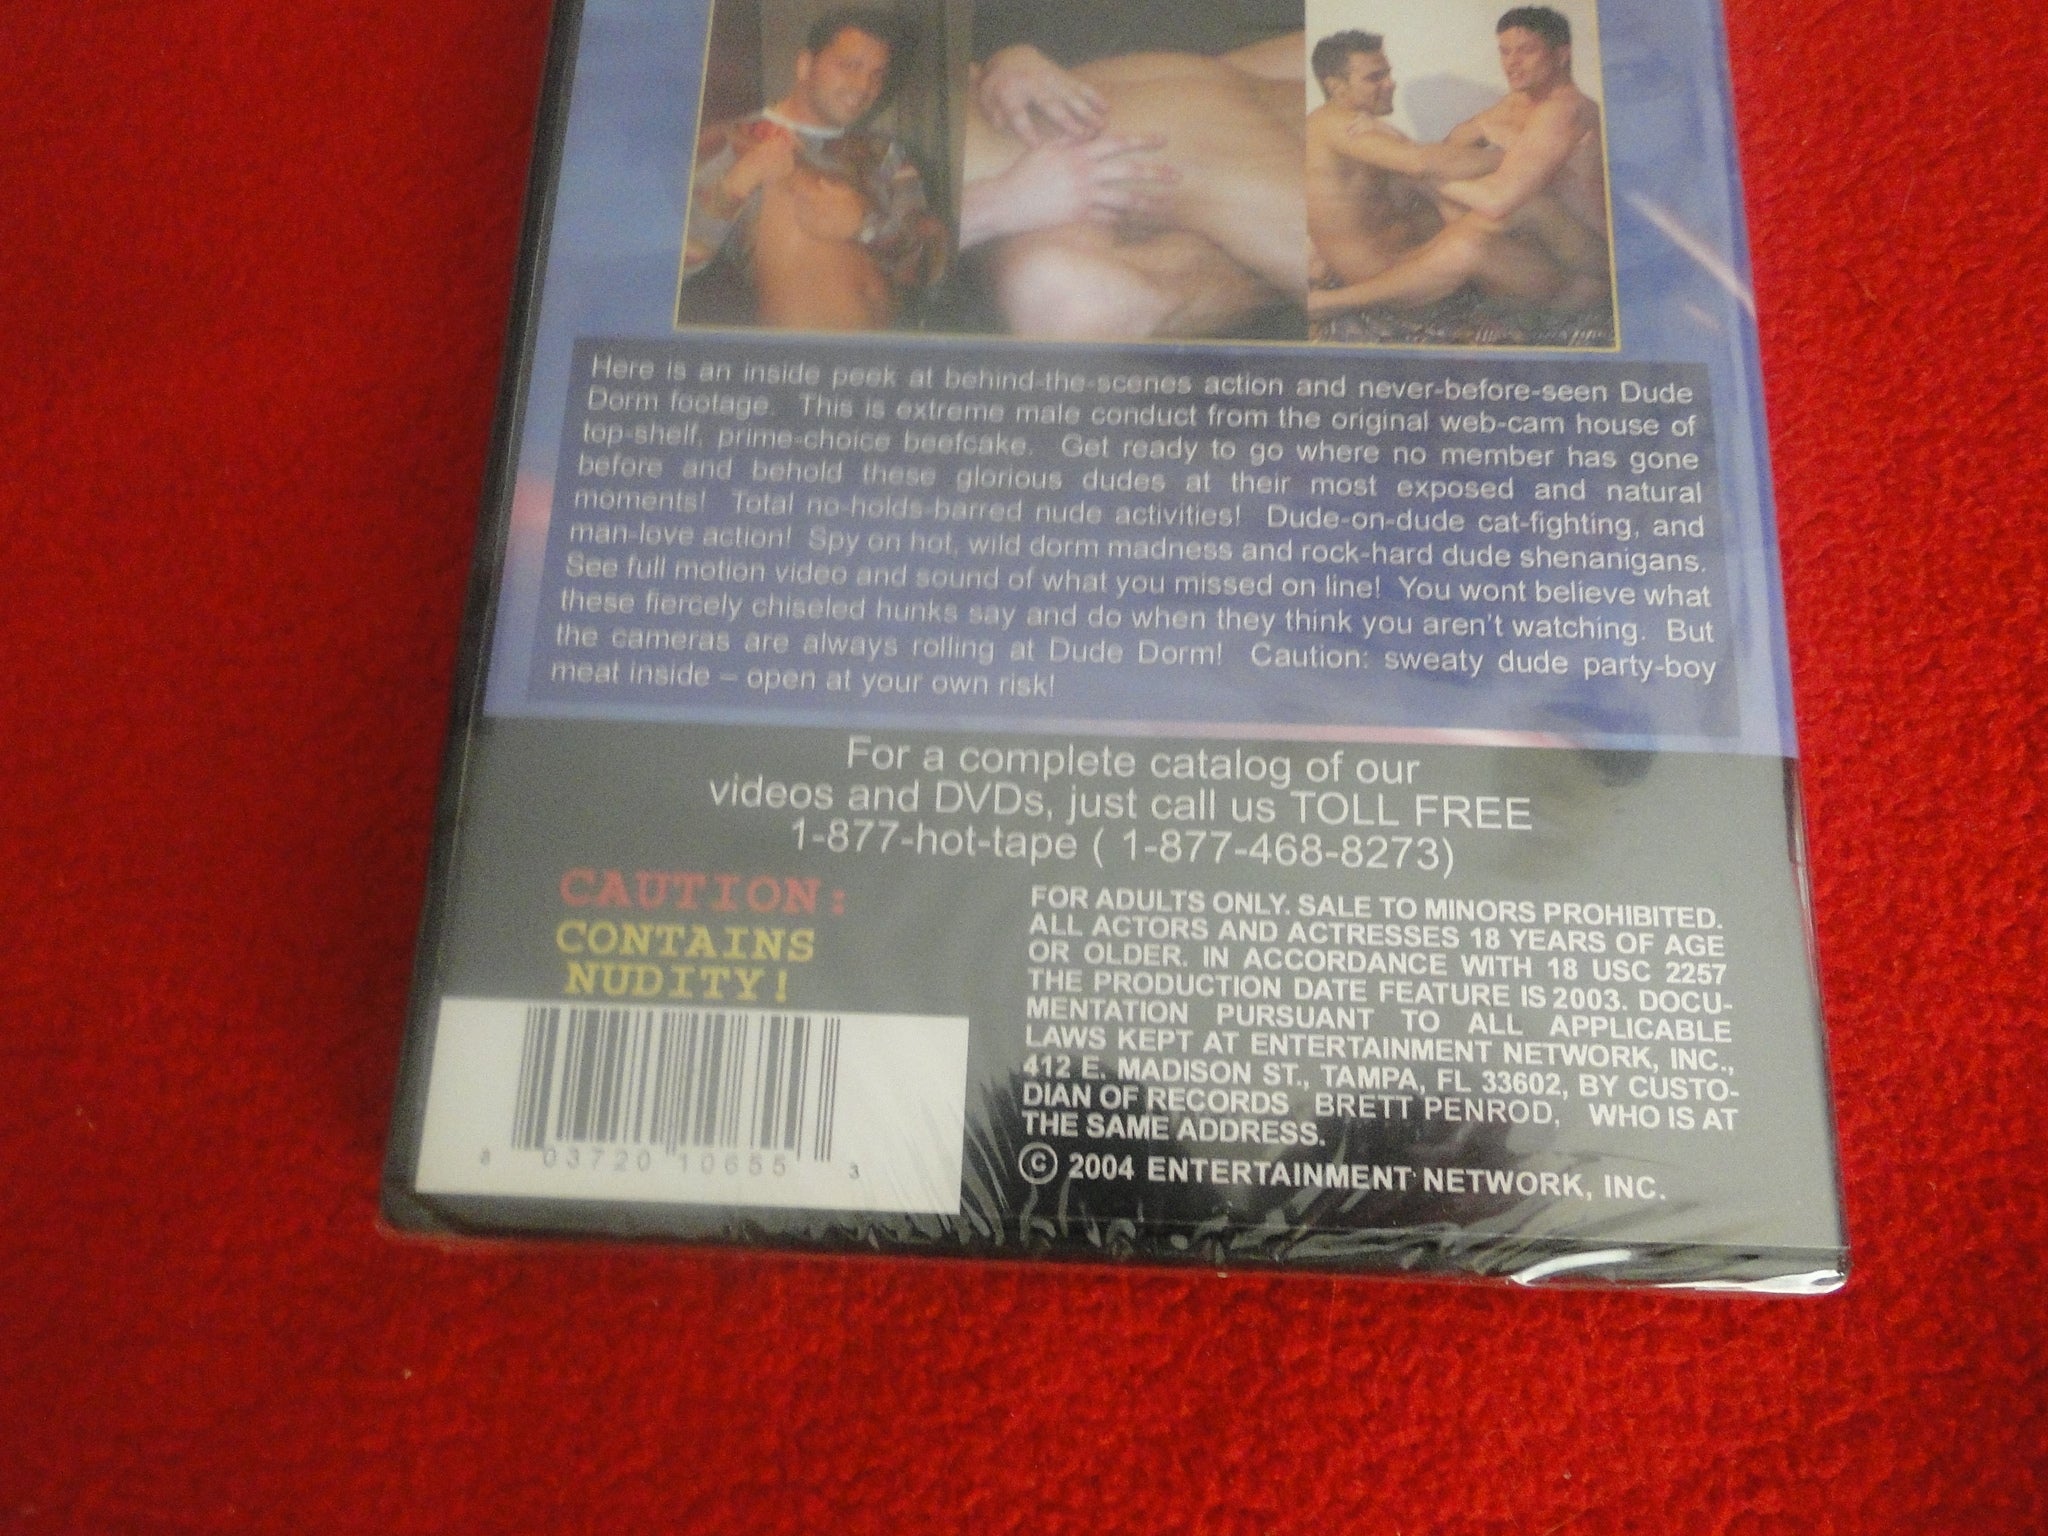 Here is an inside peek at behind-the-scenes action and never-before-seen Dude
Dorm footage. This is extreme male conduct from the original web-cam house of
top-shelf, prime-choice beefcake. Get ready to go where no member has gone
before and behold these glorious dudes at their most exposed and natural
moments! Total no-holds-barred nude activities! Dude-on-dude cat-fighting, and
man-love action! Spy on hot, wild dorm madness and rock-hard dude shenanigans.
See full motion video and sound of what you missed on line! You wont believe what
these fiercely chiseled hunks say and do when they think you aren't watching. But
the cameras are always rolling at Dude Dorm! Caution: sweaty dude party-boy
meat inside – open at your own risk!
For a complete catalog of our
videos and DVDs, just call us TOLL FREE
1-877-hot-tape ( 1-877-468-8273)
CAUTION:
CONTAINS
NUDITY!
8 03720 10655 3
FOR ADULTS ONLY. SALE TO MINORS PROHIBITED.
ALL ACTORS AND ACTRESSES 18 YEARS OF AGE
OR OLDER. IN ACCORDANCE WITH 18 USC 2257
THE PRODUCTION DATE FEATURE IS 2003. DOCU-
MENTATION PURSUANT TO ALL APPLICABLE
LAWS KEPT AT ENTERTAINMENT NETWORK, INC.,
412 E. MADISON ST., TAMPA, FL 33602, BY CUSTO-
DIAN OF RECORDS BRETT PENROD, WHO IS AT
THE SAME ADDRESS.
© 2004 ENTERTAINMENT NETWORK, INC.